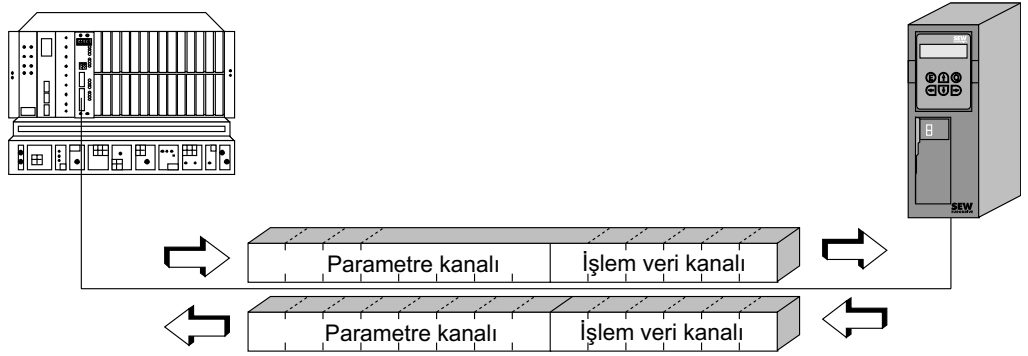 SEW
E
SEW
Parametre kanalı İşlem veri kanalı
Parametre kanalı İşlem veri kanalı